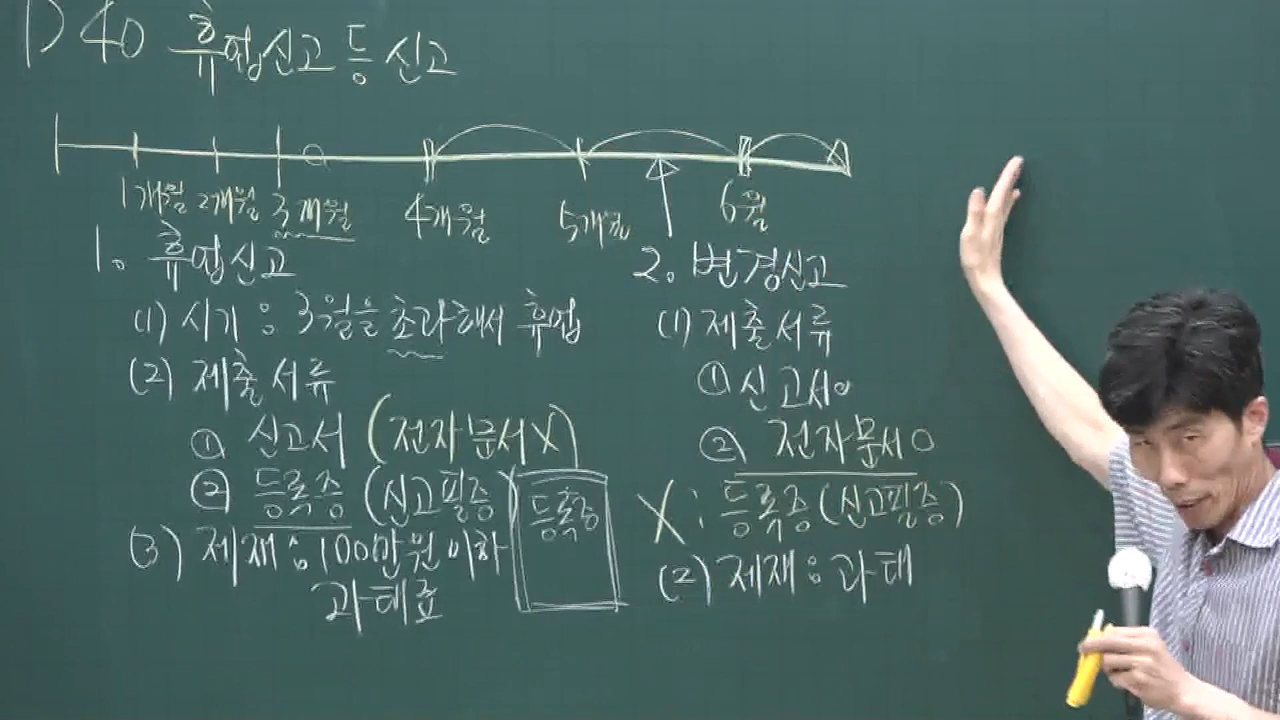 P40 휴업신고 등 신고
1개월 2개월 3개월 4개월 5개월 6월
1. 휴업신고
(1) 시기 : 3월을 초과해서 휴업
(2) 제출서류
① 신고서 (전자문서X)
② 등록증 (신고필증)
등록증
(3) 제재 : 100만원 이하
과태료
2. 변경신고
(1) 제출서류
① 신고서○
② 전자문서○
X : 등록증(신고필증)
(2) 제재 : 과태